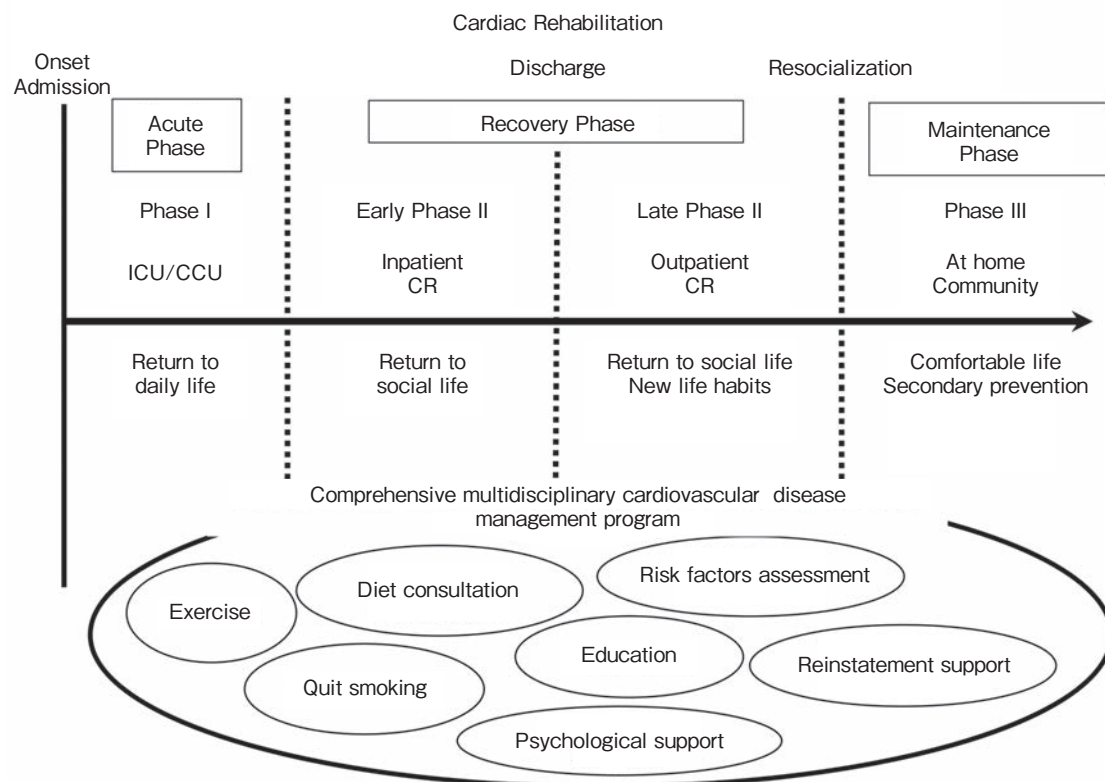 Cardiac Rehabilitation
Onset
Admission
Discharge
Resocialization
Acute
Phase
Recovery Phase
Maintenance
Phase
Phase I
Early Phase II
Late Phase II
Phase III
ICU/CCU
Inpatient
CR
Outpatient
CR
At home
Community
Return to
daily life
Return to
social life
Return to social life
New life habits
Comfortable life
Secondary prevention
Comprehensive multidisciplinary cardiovascular disease
management program
Exercise
Diet consultation
Risk factors assessment
Quit smoking
Education
Reinstatement support
Psychological support